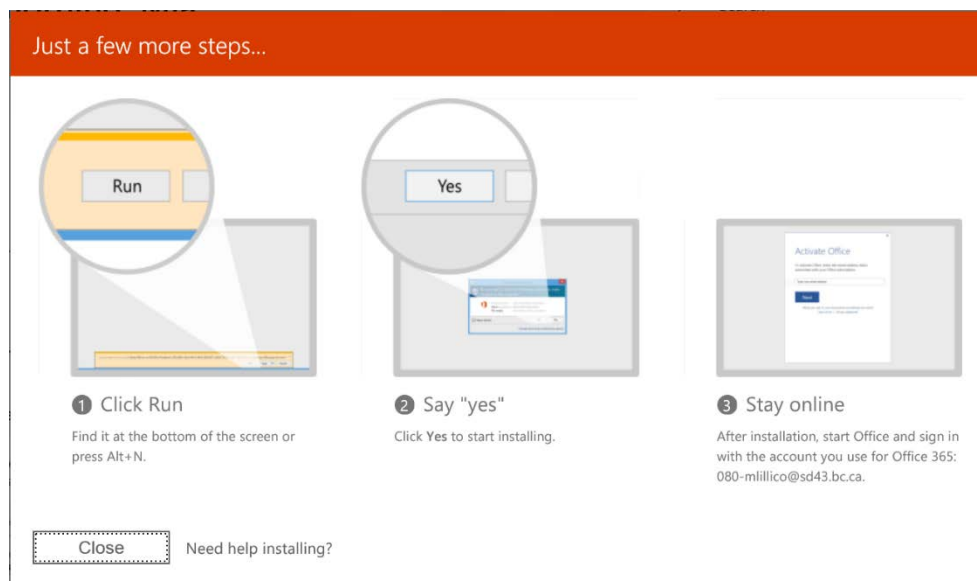 Just a few more steps...
Run
Yes
Activate Office
Next
1 Click Run
Find it at the bottom of the screen or
press Alt+N.
2 Say "yes"
Click Yes to start installing.
3 Stay online
After installation, start Office and sign in
with the account you use for Office 365:
080-mlillico@sd43.bc.ca.
Close
Need help installing?